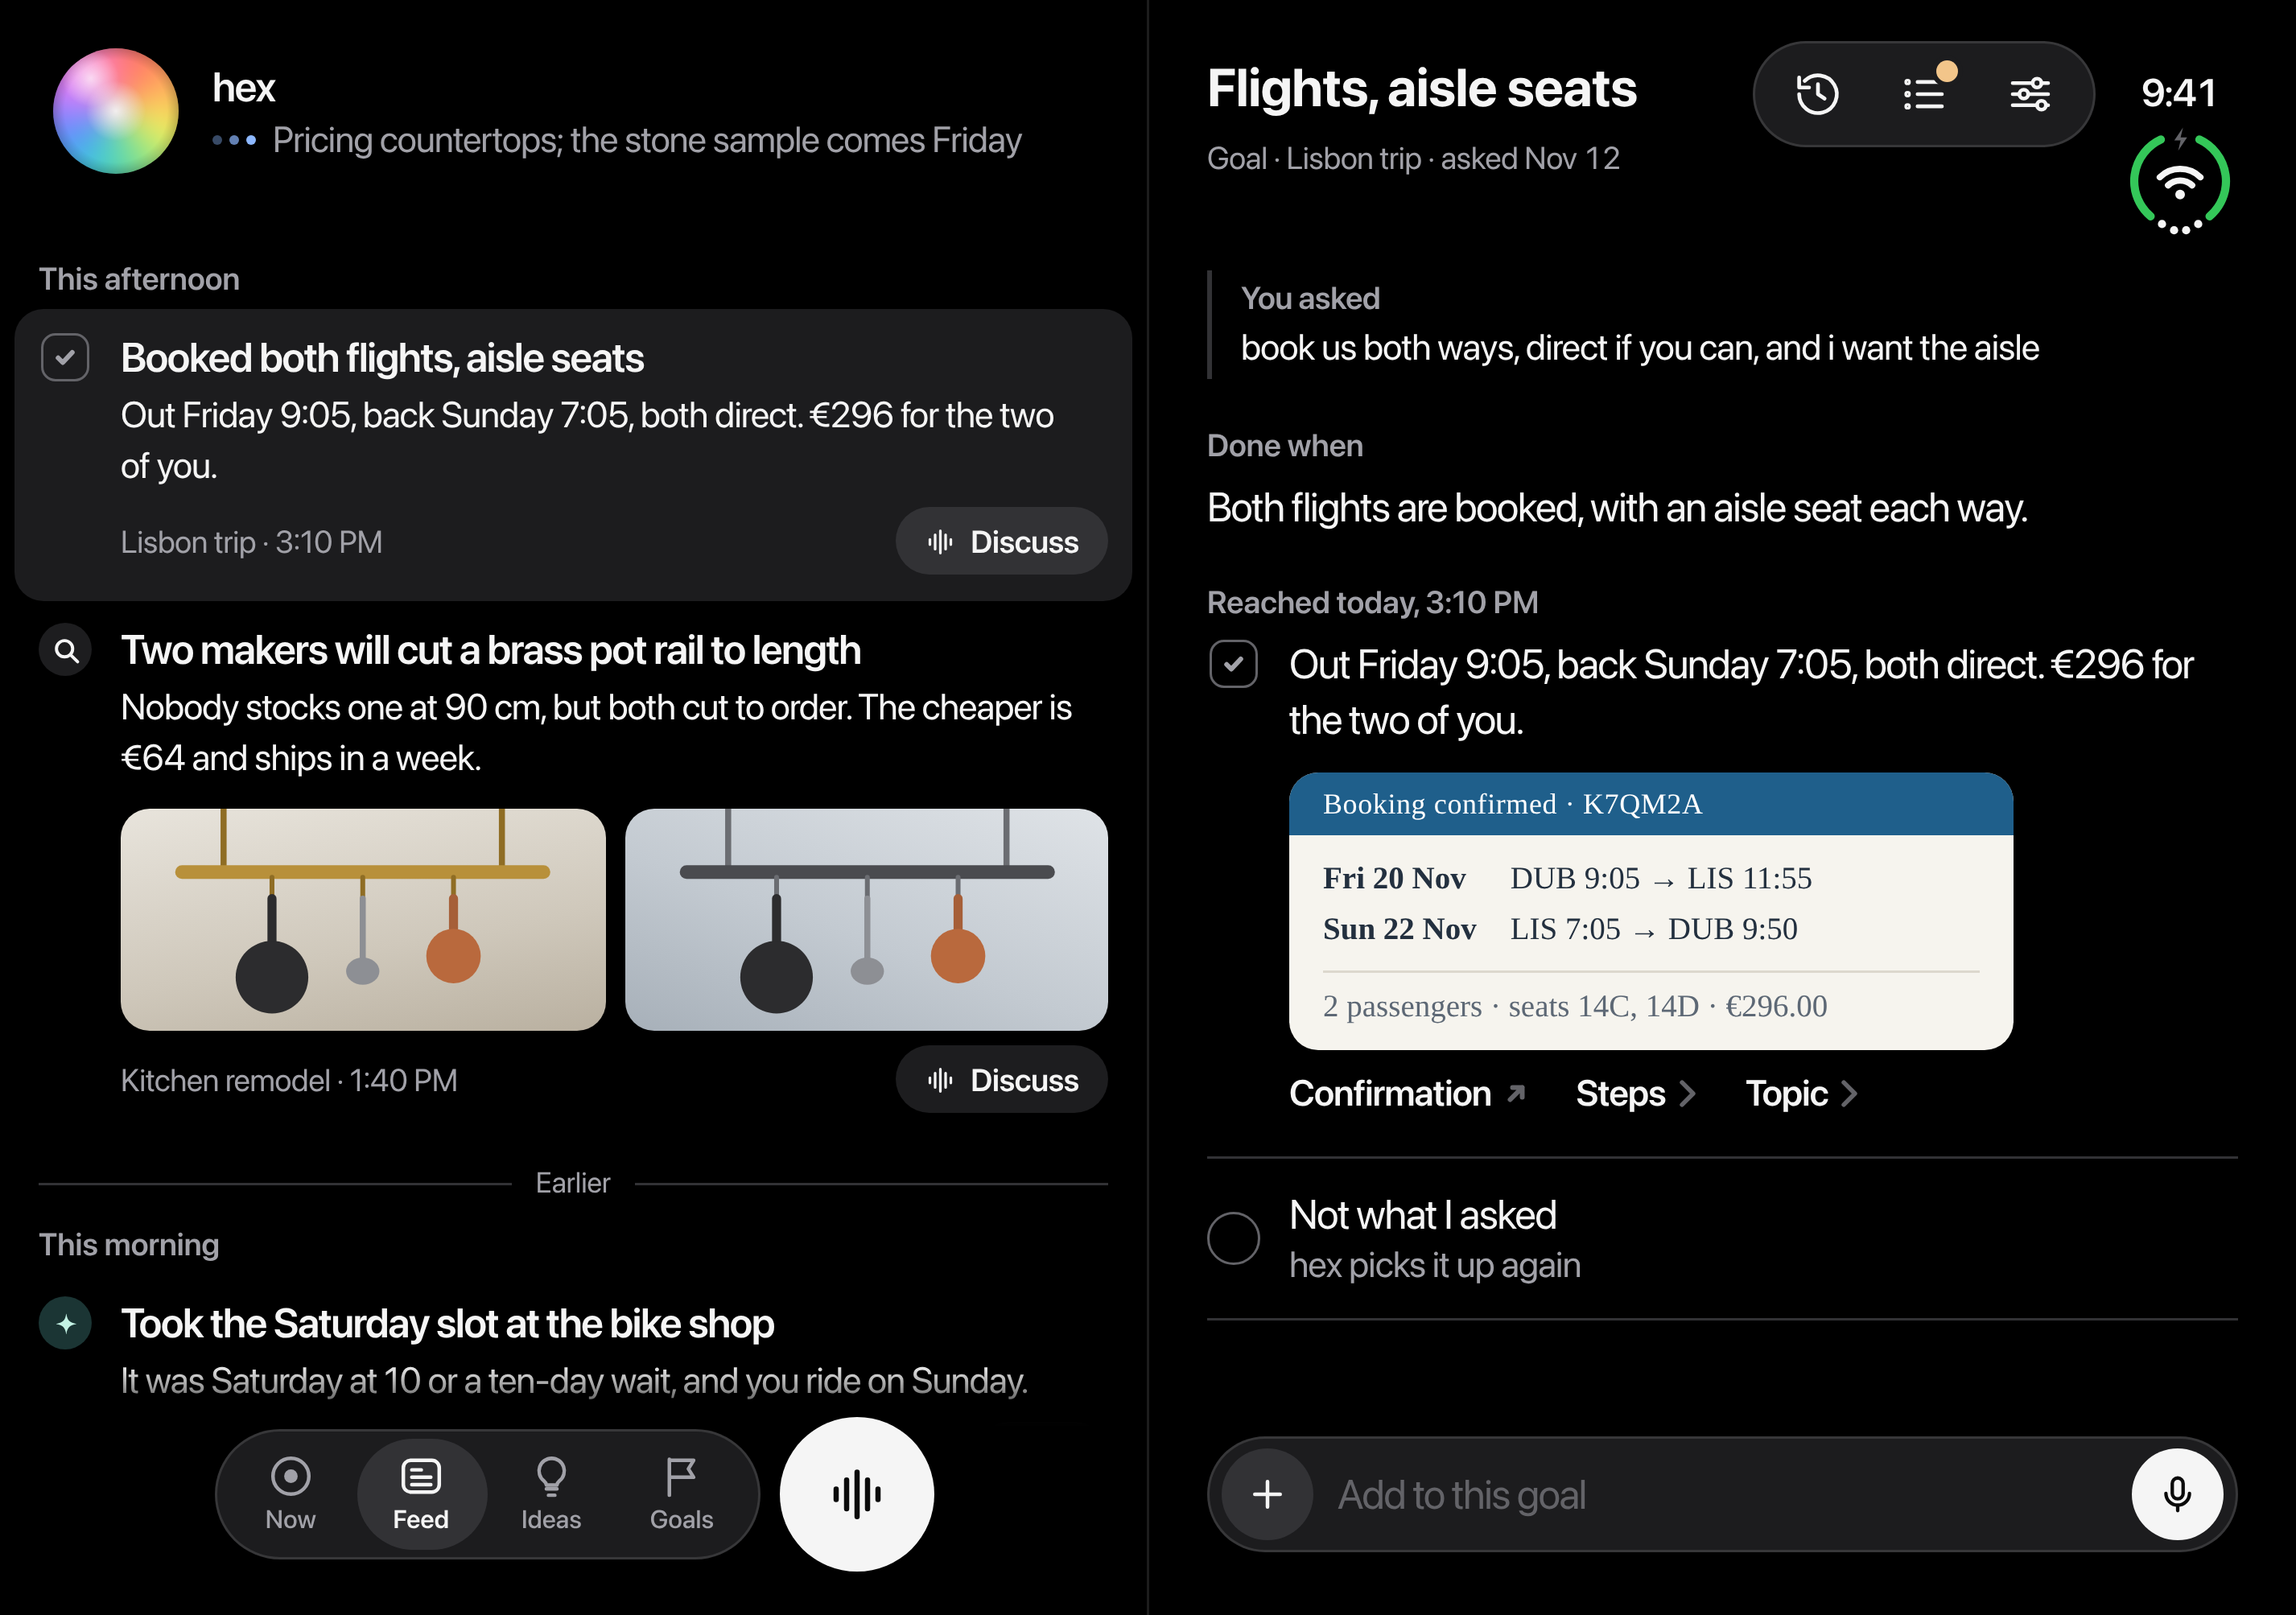 hex
Pricing countertops; the stone sample comes Friday
This afternoon
Booked both flights, aisle seats
Out Friday 9:05, back Sunday 7:05, both direct. €296 for the two
of you.
Lisbon trip · 3:10 PM
Discuss
Two makers will cut a brass pot rail to length
Nobody stocks one at 90 cm, but both cut to order. The cheaper is
€64 and ships in a week.
Kitchen remodel · 1:40 PM
Discuss
Earlier
This morning
Took the Saturday slot at the bike shop
It was Saturday at 10 or a ten-day wait, and you ride on Sunday.
Now
Feed
Ideas
Goals
Flights, aisle seats
Goal · Lisbon trip · asked Nov 12
9:41
You asked
book us both ways, direct if you can, and i want the aisle
Done when
Both flights are booked, with an aisle seat each way.
Reached today, 3:10 PM
Out Friday 9:05, back Sunday 7:05, both direct. €296 for
the two of you.
Booking confirmed · K7QM2A
Fri 20 Nov DUB 9:05 → LIS 11:55
Sun 22 Nov LIS 7:05 → DUB 9:50
2 passengers · seats 14C, 14D · €296.00
Confirmation
Steps
Topic
Not what I asked
hex picks it up again
Add to this goal